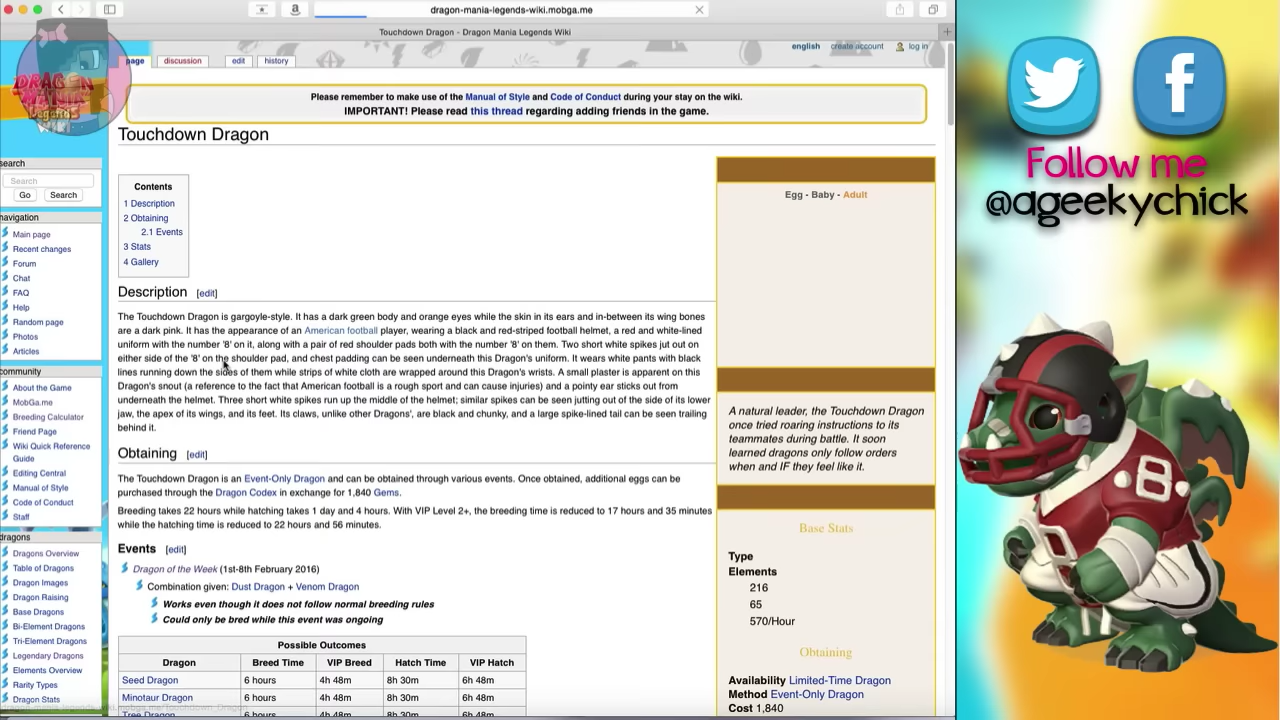 dragon-mania-legends-wiki.mobga.me
Touchdown Dragon - Dragon Mania Legends Wiki
english create account log in
page discussion edit history
DRAGON MANIA Legends WIKI
Please remember to make use of the Manual of Style and Code of Conduct during your stay on the wiki.
IMPORTANT! Please read this thread regarding adding friends in the game.
Touchdown Dragon
search
Search
Go Search
navigation
Main page
Recent changes
Forum
Chat
FAQ
Help
Random page
Photos
Articles
community
About the Game
MobGa.me
Breeding Calculator
Friend Page
Wiki Quick Reference
Guide
Editing Central
Manual of Style
Code of Conduct
Staff
dragons
Dragons Overview
Table of Dragons
Dragon Images
Dragon Raising
Base Dragons
Bi-Element Dragons
Tri-Element Dragons
Legendary Dragons
Elements Overview
Rarity Types
Dragon Stats
dragon-mania-legends-wiki.mobga.me/Touchdown_Dragon
Contents
1 Description
2 Obtaining
2.1 Events
3 Stats
4 Gallery
Description [edit]
The Touchdown Dragon is gargoyle-style. It has a dark green body and orange eyes while the skin in its ears and in-between its wing bones
are a dark pink. It has the appearance of an American football player, wearing a black and red-striped football helmet, a red and white-lined
uniform with the number '8' on it, along with a pair of red shoulder pads both with the number '8' on them. Two short white spikes jut out on
either side of the '8' on the shoulder pad, and chest padding can be seen underneath this Dragon's uniform. It wears white pants with black
lines running down the sides of them while strips of white cloth are wrapped around this Dragon's wrists. A small plaster is apparent on this
Dragon's snout (a reference to the fact that American football is a rough sport and can cause injuries) and a pointy ear sticks out from
underneath the helmet. Three short white spikes run up the middle of the helmet; similar spikes can be seen jutting out of the side of its lower
jaw, the apex of its wings, and its feet. Its claws, unlike other Dragons', are black and chunky, and a large spike-lined tail can be seen trailing
behind it.
Obtaining [edit]
The Touchdown Dragon is an Event-Only Dragon and can be obtained through various events. Once obtained, additional eggs can be
purchased through the Dragon Codex in exchange for 1,840 Gems.
Breeding takes 22 hours while hatching takes 1 day and 4 hours. With VIP Level 2+, the breeding time is reduced to 17 hours and 35 minutes
while the hatching time is reduced to 22 hours and 56 minutes.
Events [edit]
Dragon of the Week (1st-8th February 2016)
Combination given: Dust Dragon + Venom Dragon
Works even though it does not follow normal breeding rules
Could only be bred while this event was ongoing
Possible Outcomes
Dragon Breed Time VIP Breed Hatch Time VIP Hatch
Seed Dragon 6 hours 4h 48m 8h 30m 6h 48m
Minotaur Dragon 6 hours 4h 48m 8h 30m 6h 48m
Tree Dragon 6 hours 4h 48m 8h 30m 6h 48m
Egg - Baby - Adult
A natural leader, the Touchdown Dragon
once tried roaring instructions to its
teammates during battle. It soon
learned dragons only follow orders
when and IF they feel like it.
Base Stats
Type
Elements
216
65
570/Hour
Obtaining
Availability Limited-Time Dragon
Method Event-Only Dragon
Cost 1,840
Follow me
@ageekychick
8
8